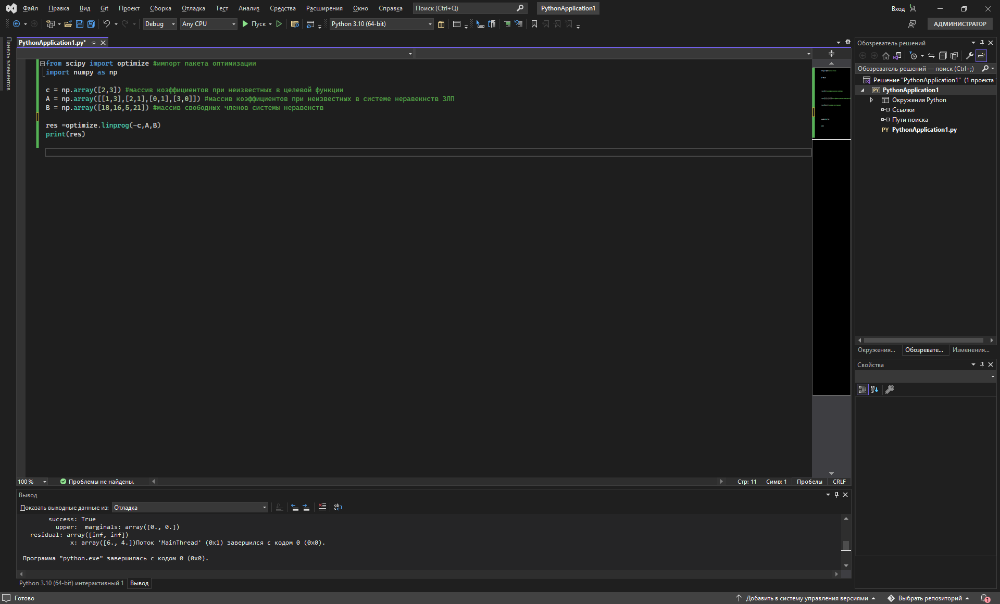 Файл Правка Вид Git Проект Сборка Отладка Тест Анализ Средства Расширения Окно Справка Поиск (Ctrl+Q) PythonApplication1 Вход
Debug Any CPU Пуск Python 3.10 (64-bit) АДМИНИСТРАТОР
Панель элементов
PythonApplication1.py*
from scipy import optimize #импорт пакета оптимизации
import numpy as np
c = np.array([2,3]) #массив коэффициентов при неизвестных в целевой функции
A = np.array([[1,3],[2,1],[0,1],[3,0]]) #массив коэффициентов при неизвестных в системе неравекнств ЗЛП
B = np.array([18,16,5,21]) #массив свободных членов системы неравенств
res =optimize.linprog(-c,A,B)
print(res)
100 % Проблемы не найдены. Стр: 11 Симв: 1 Пробелы CRLF
Вывод
Показать выходные данные из: Отладка
success: True
upper:  marginals: array([0., 0.])
residual: array([inf, inf])
x: array([6., 4.])Поток 'MainThread' (0x1) завершился с кодом 0 (0x0).
Программа "python.exe" завершилась с кодом 0 (0x0).
Python 3.10 (64-bit) интерактивный 1 Вывод
Обозреватель решений
Обозреватель решений — поиск (Ctrl+;)
Решение "PythonApplication1" (1 проекта
PY PythonApplication1
Окружения Python
Ссылки
Пути поиска
PY PythonApplication1.py
Окружения... Обозревате... Изменения...
Свойства
Готово Добавить в систему управления версиями Выбрать репозиторий 1